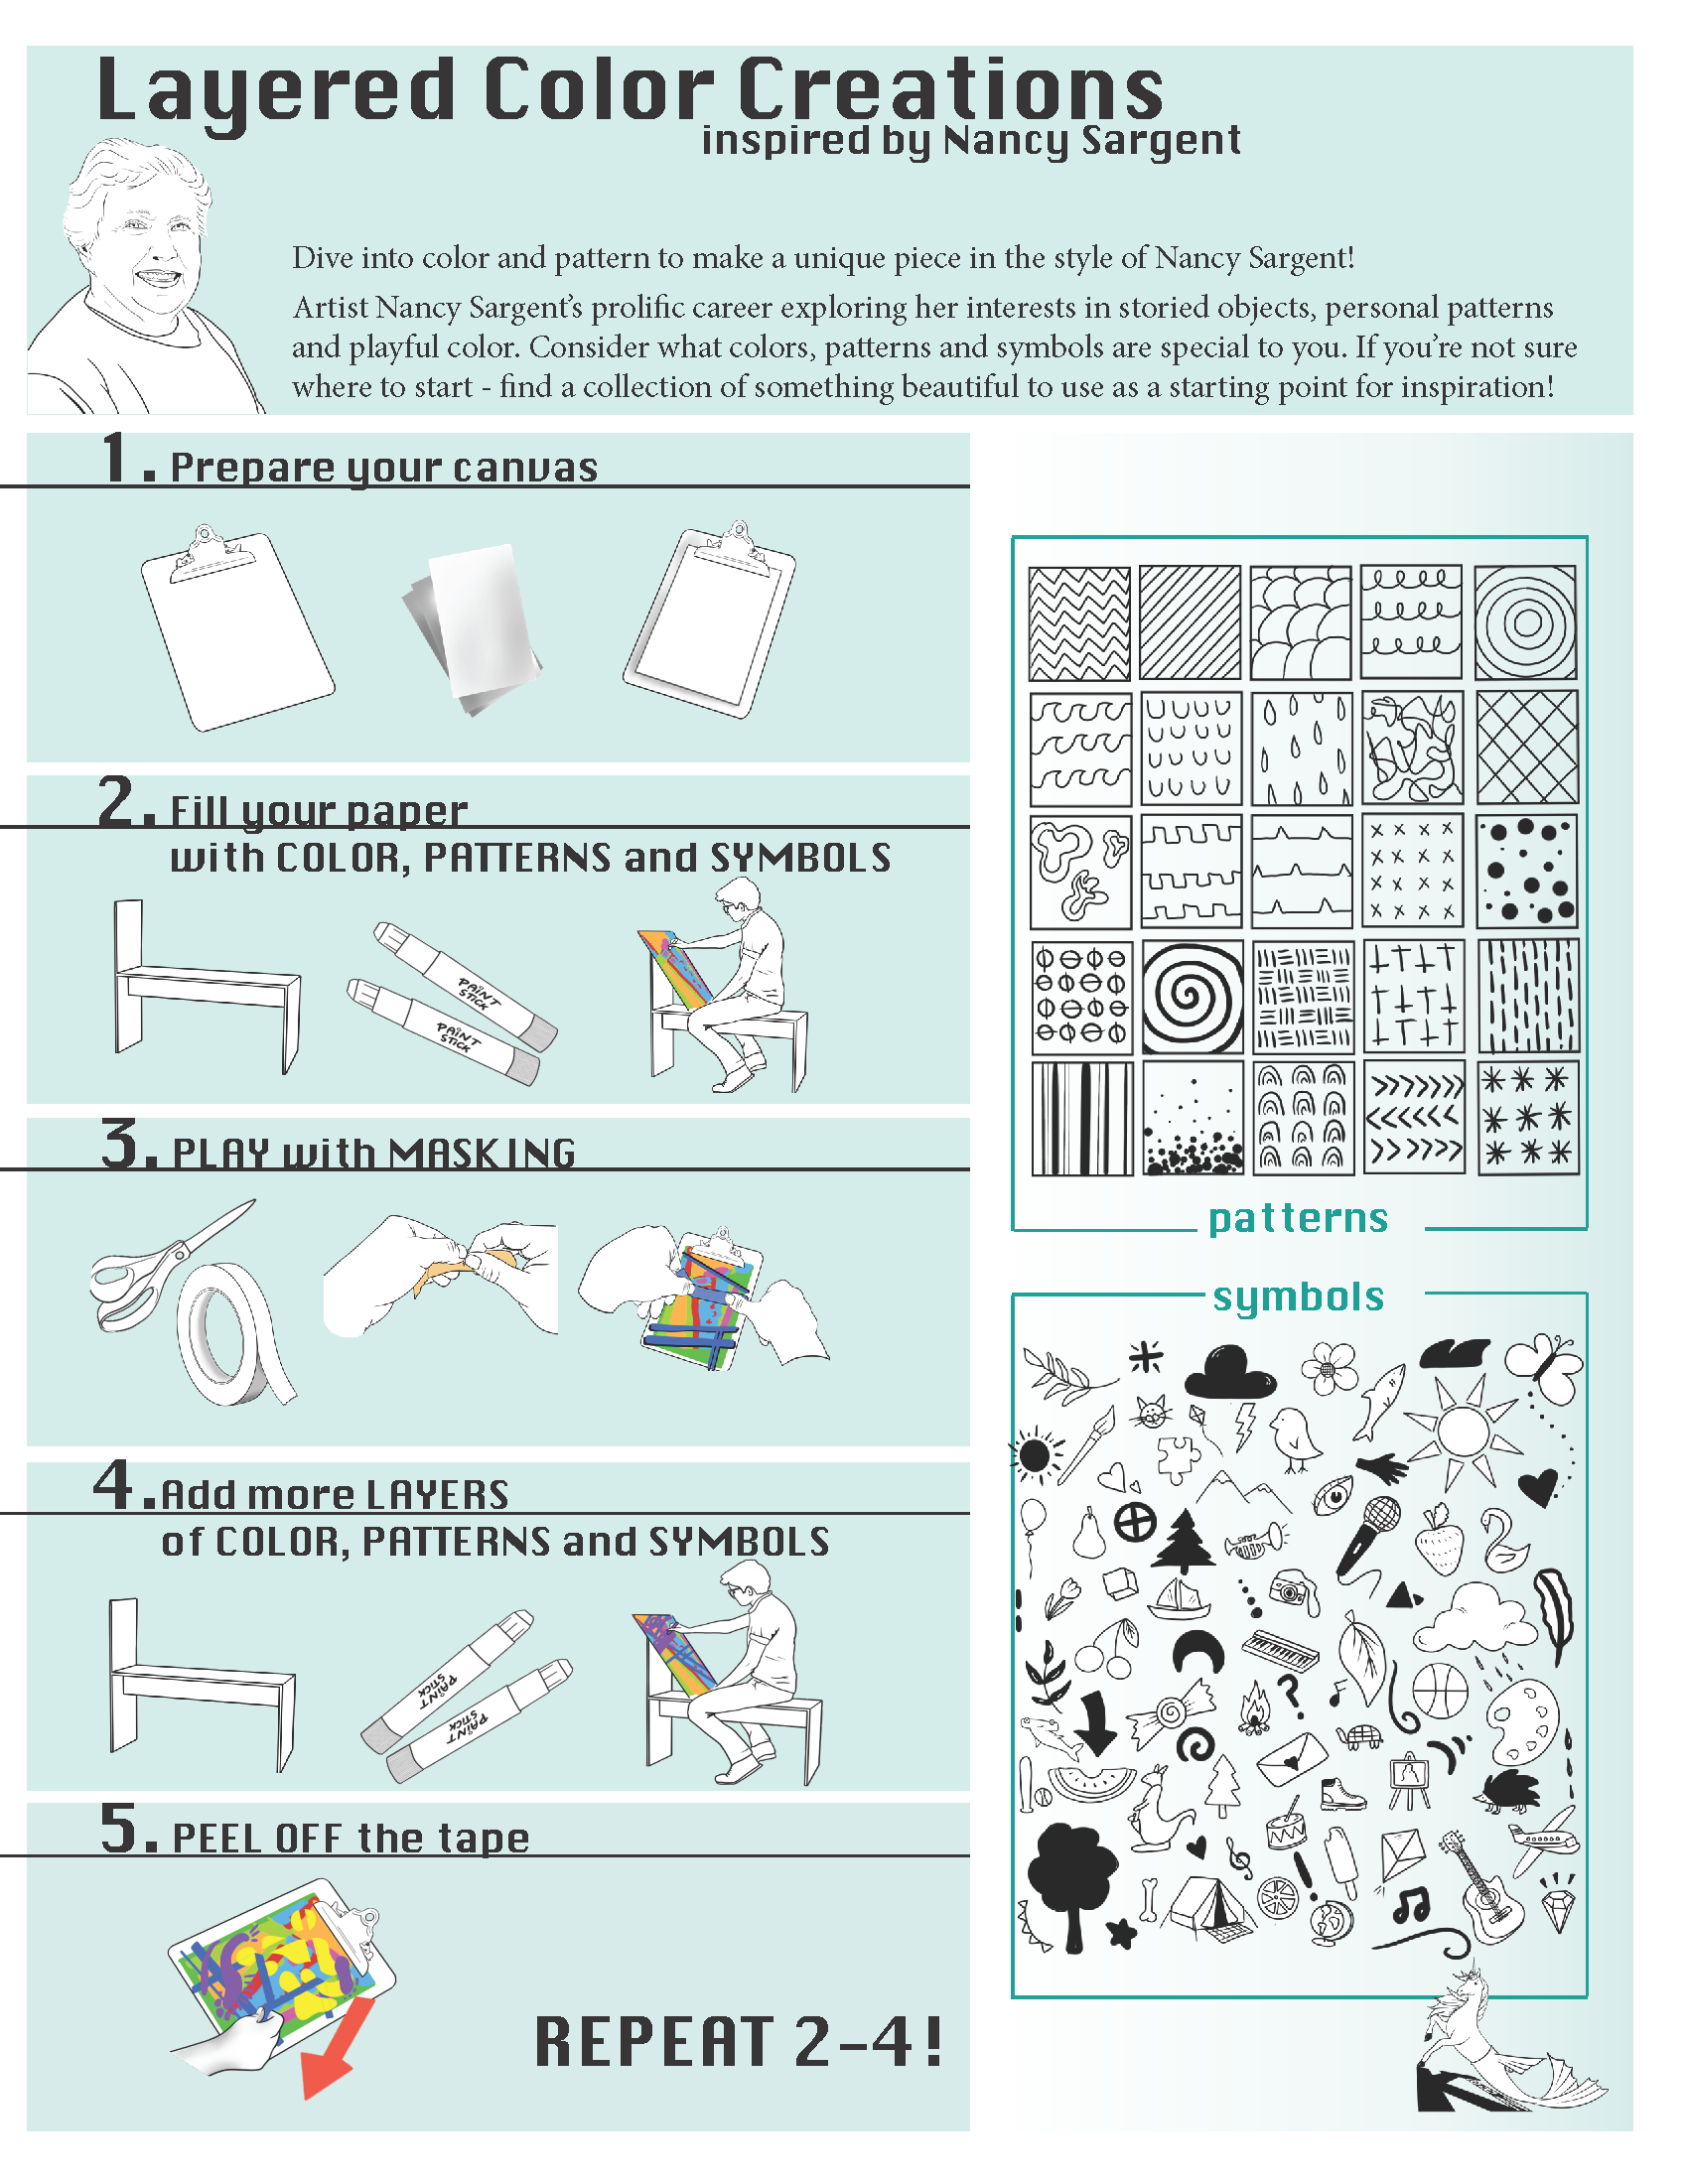 Layered Color Creations
inspired by Nancy Sargent
Dive into color and pattern to make a unique piece in the style of Nancy Sargent!
Artist Nancy Sargent’s prolific career exploring her interests in storied objects, personal patterns
and playful color. Consider what colors, patterns and symbols are special to you. If you’re not sure
where to start - find a collection of something beautiful to use as a starting point for inspiration!
1. Prepare your canvas
2. Fill your paper
with COLOR, PATTERNS and SYMBOLS
PAINT
STICK
PAINT
STICK
3. PLAY with MASKING
4. Add more LAYERS
of COLOR, PATTERNS and SYMBOLS
PAINT
STICK
PAINT
STICK
5. PEEL OFF the tape
REPEAT 2-4!
patterns
symbols